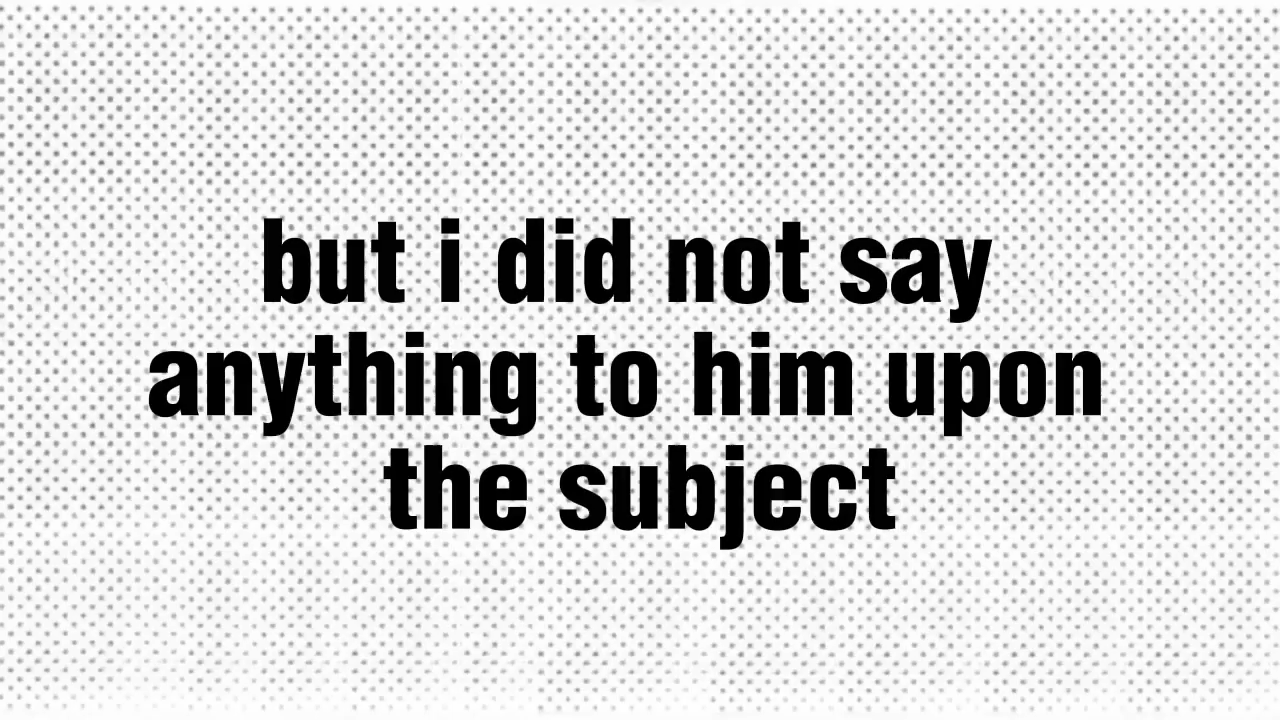 but i did not say
anything to him upon
the subject